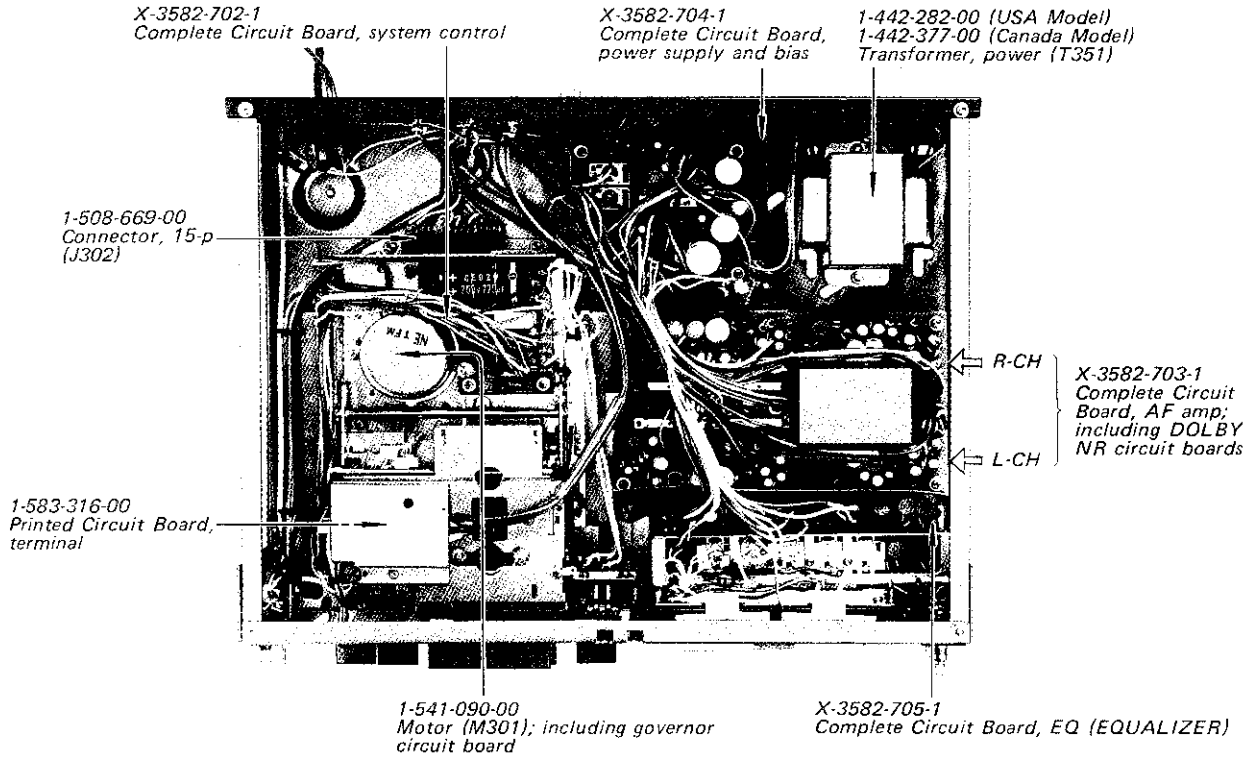 X-3582-702-1
Complete Circuit Board, system control
X-3582-704-1
Complete Circuit Board,
power supply and bias
1-442-282-00 (USA Model)
1-442-377-00 (Canada Model)
Transformer, power (T351)
1-508-669-00
Connector, 15-p
(J302)
R-CH
L-CH
X-3582-703-1
Complete Circuit
Board, AF amp;
including DOLBY
NR circuit boards
1-583-316-00
Printed Circuit Board,
terminal
1-541-090-00
Motor (M301); including governor
circuit board
X-3582-705-1
Complete Circuit Board, EQ (EQUALIZER)